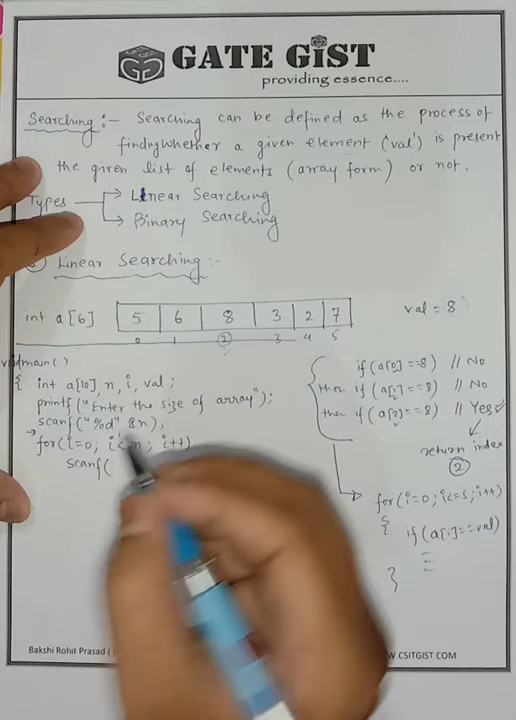 GATE GIST
providing essence....
Searching :- Searching can be defined as the process of
finding whether a given element ('val') is present
the given list of elements (array form) or not.
Types → Linear Searching
→ Binary Searching
Linear Searching :-
int a[6] 5 6 8 3 2 7 val = 8
0 1 2 3 4 5
void main()
{ int a[10], n, i, val;
printf("Enter the size of array");
scanf("%d", &n);
for(i=0; i<n; i++)
scanf(
if(a[0]==8) // No
then if(a[1]==8) // No
then if(a[2]==8) // Yes ✓
return index
2
for(i=0; i<=5; i++)
{ if(a[i]==val)
}
Bakshi Rohit Prasad (
W.CSITGIST.COM